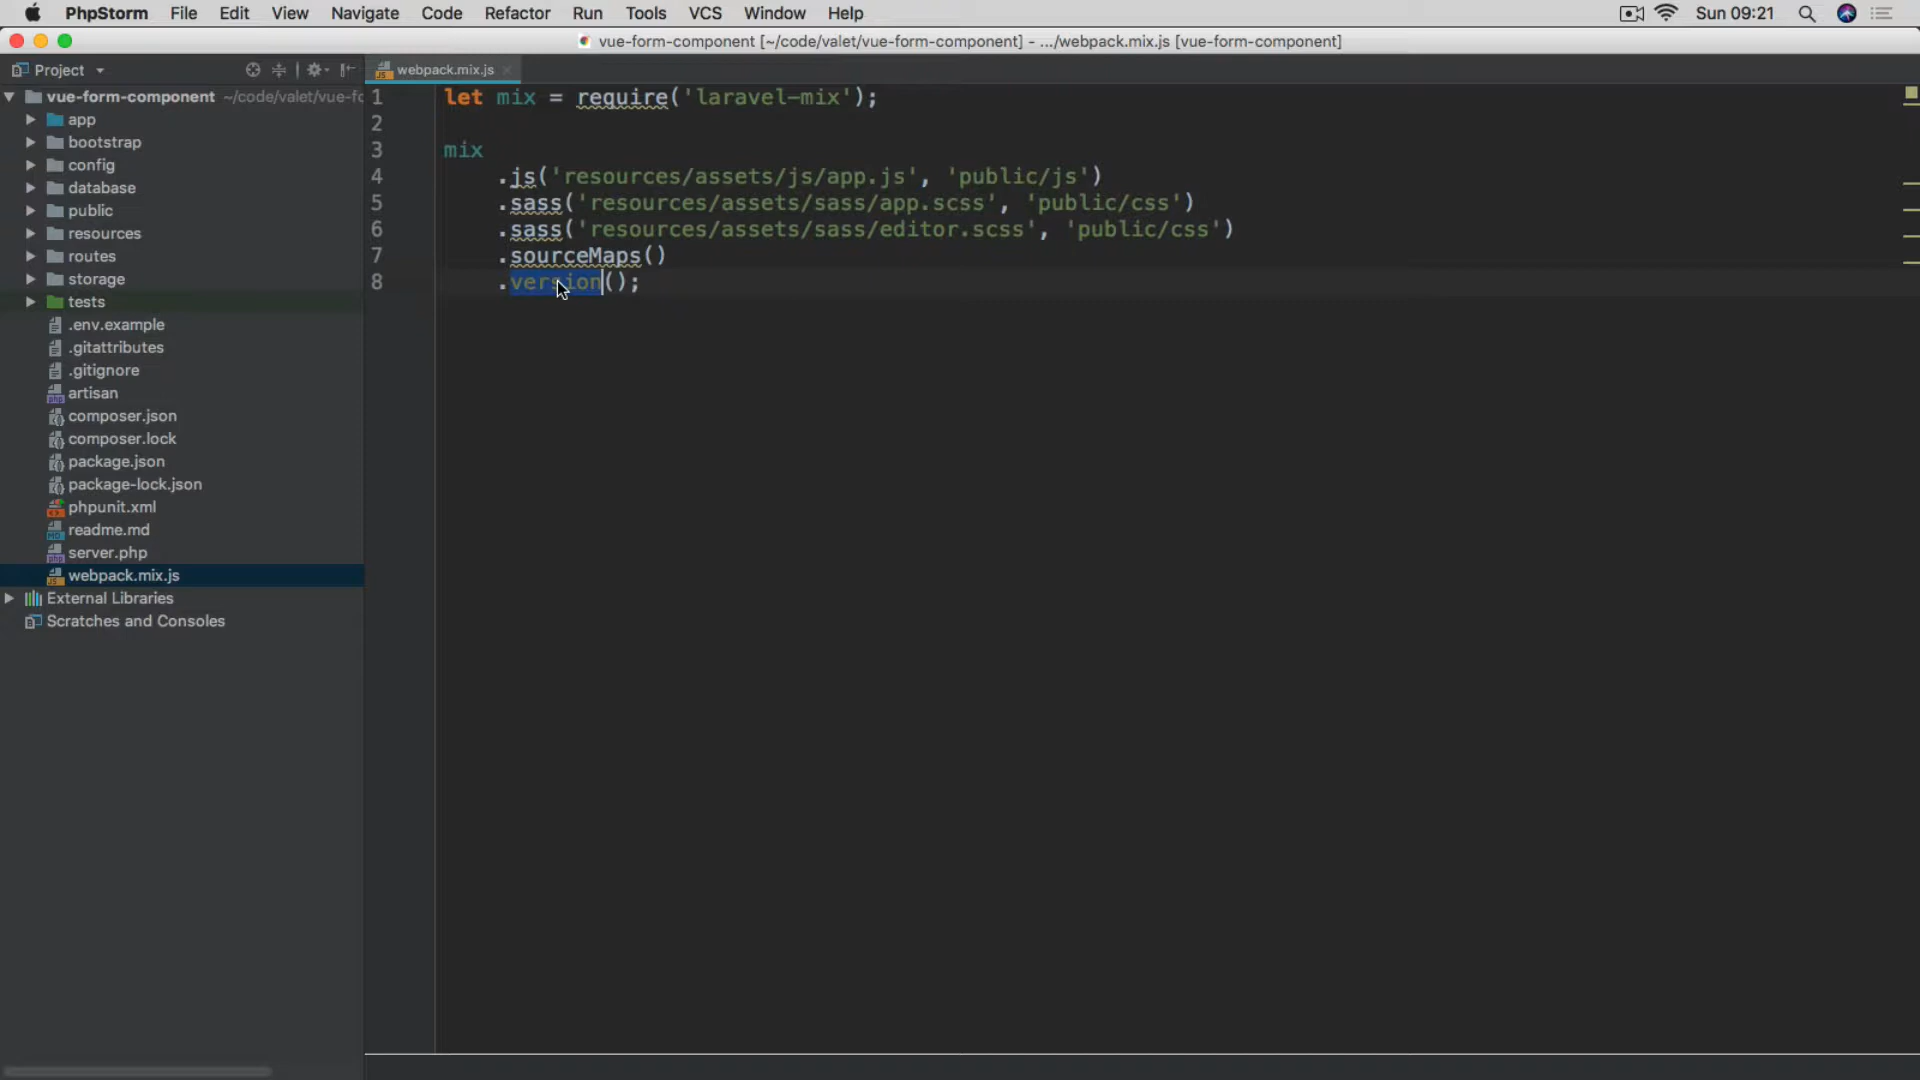 PhpStorm File Edit View Navigate Code Refactor Run Tools VCS Window Help Sun 09:21
vue-form-component [~/code/valet/vue-form-component] - .../webpack.mix.js [vue-form-component]
Project
webpack.mix.js
vue-form-component ~/code/valet/vue-fc
app
bootstrap
config
database
public
resources
routes
storage
tests
.env.example
.gitattributes
.gitignore
artisan
composer.json
composer.lock
package.json
package-lock.json
phpunit.xml
readme.md
server.php
webpack.mix.js
External Libraries
Scratches and Consoles
1 let mix = require('laravel-mix');
2
3 mix
4 .js('resources/assets/js/app.js', 'public/js')
5 .sass('resources/assets/sass/app.scss', 'public/css')
6 .sass('resources/assets/sass/editor.scss', 'public/css')
7 .sourceMaps()
8 .version();